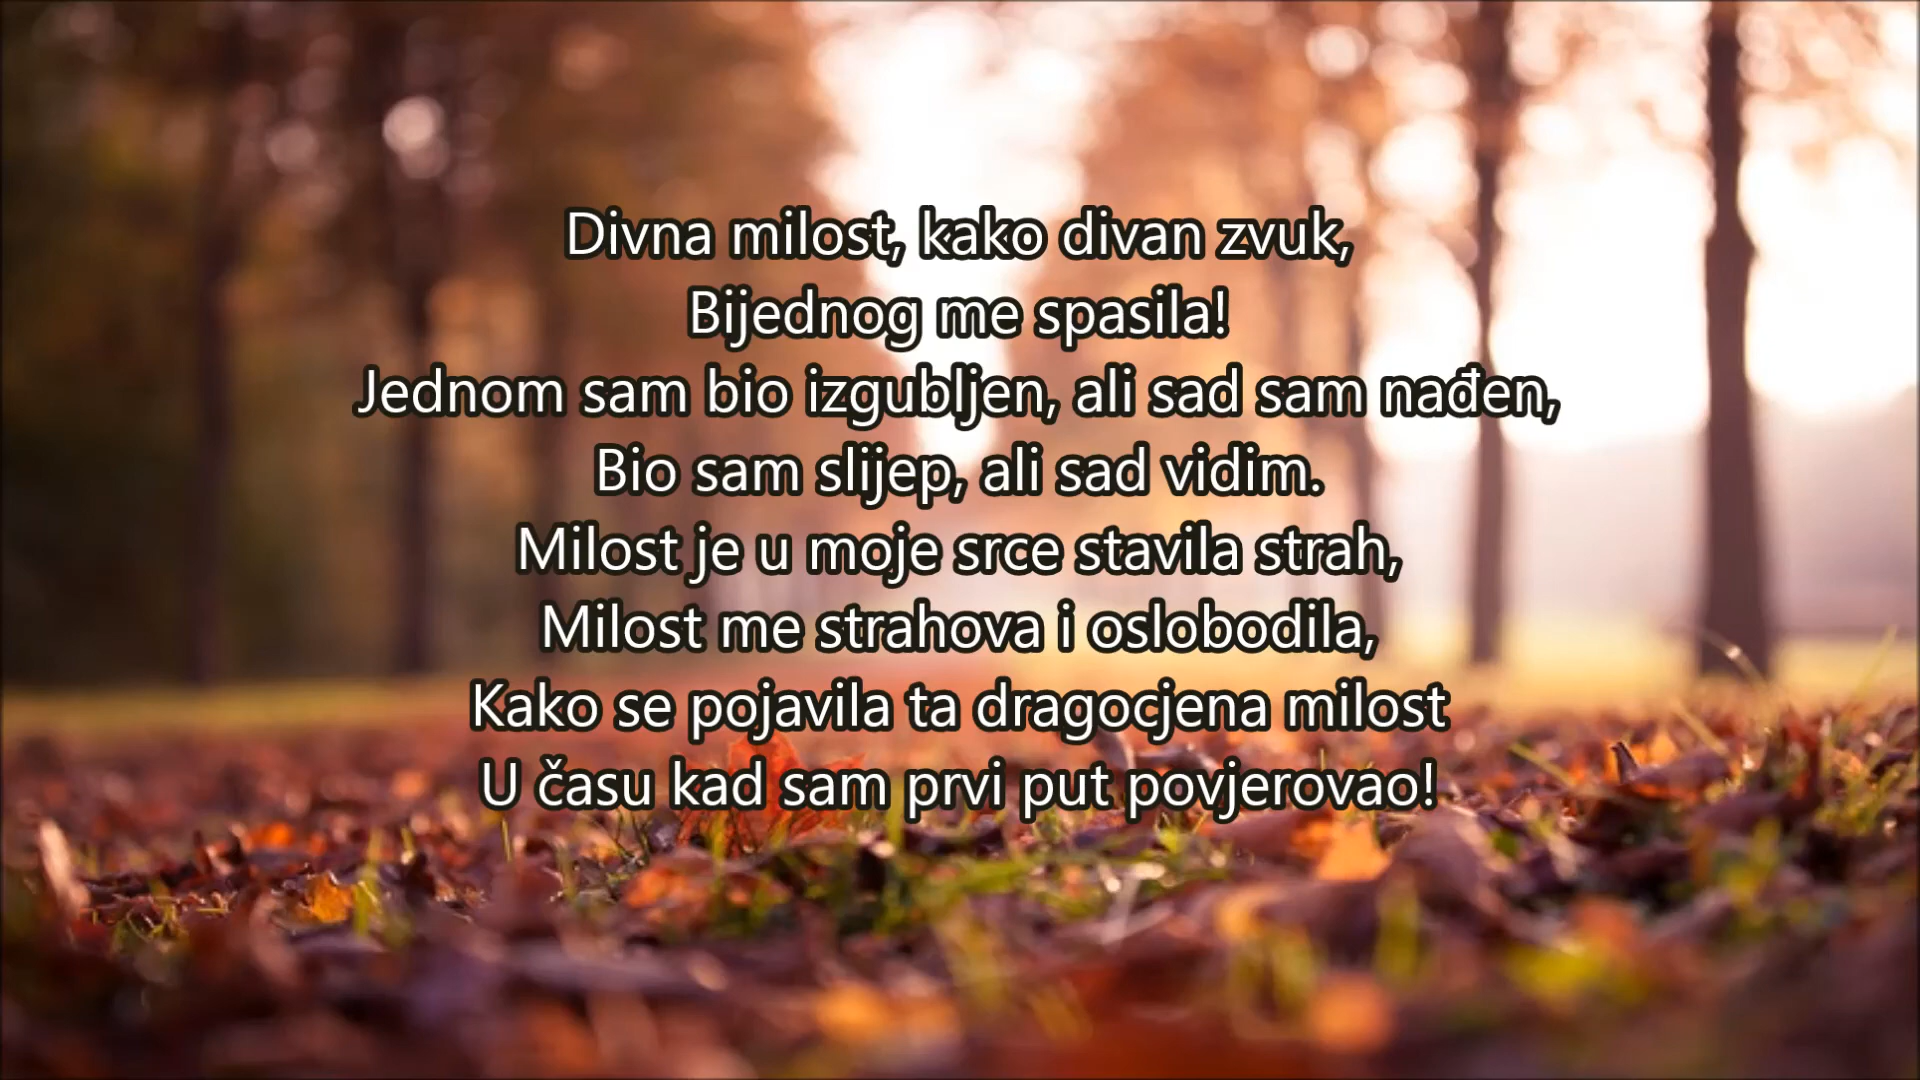 Divna milost, kako divan zvuk,
Bijednog me spasila!
Jednom sam bio izgubljen, ali sad sam nađen,
Bio sam slijep, ali sad vidim.
Milost je u moje srce stavila strah,
Milost me strahova i oslobodila,
Kako se pojavila ta dragocjena milost
U času kad sam prvi put povjerovao!